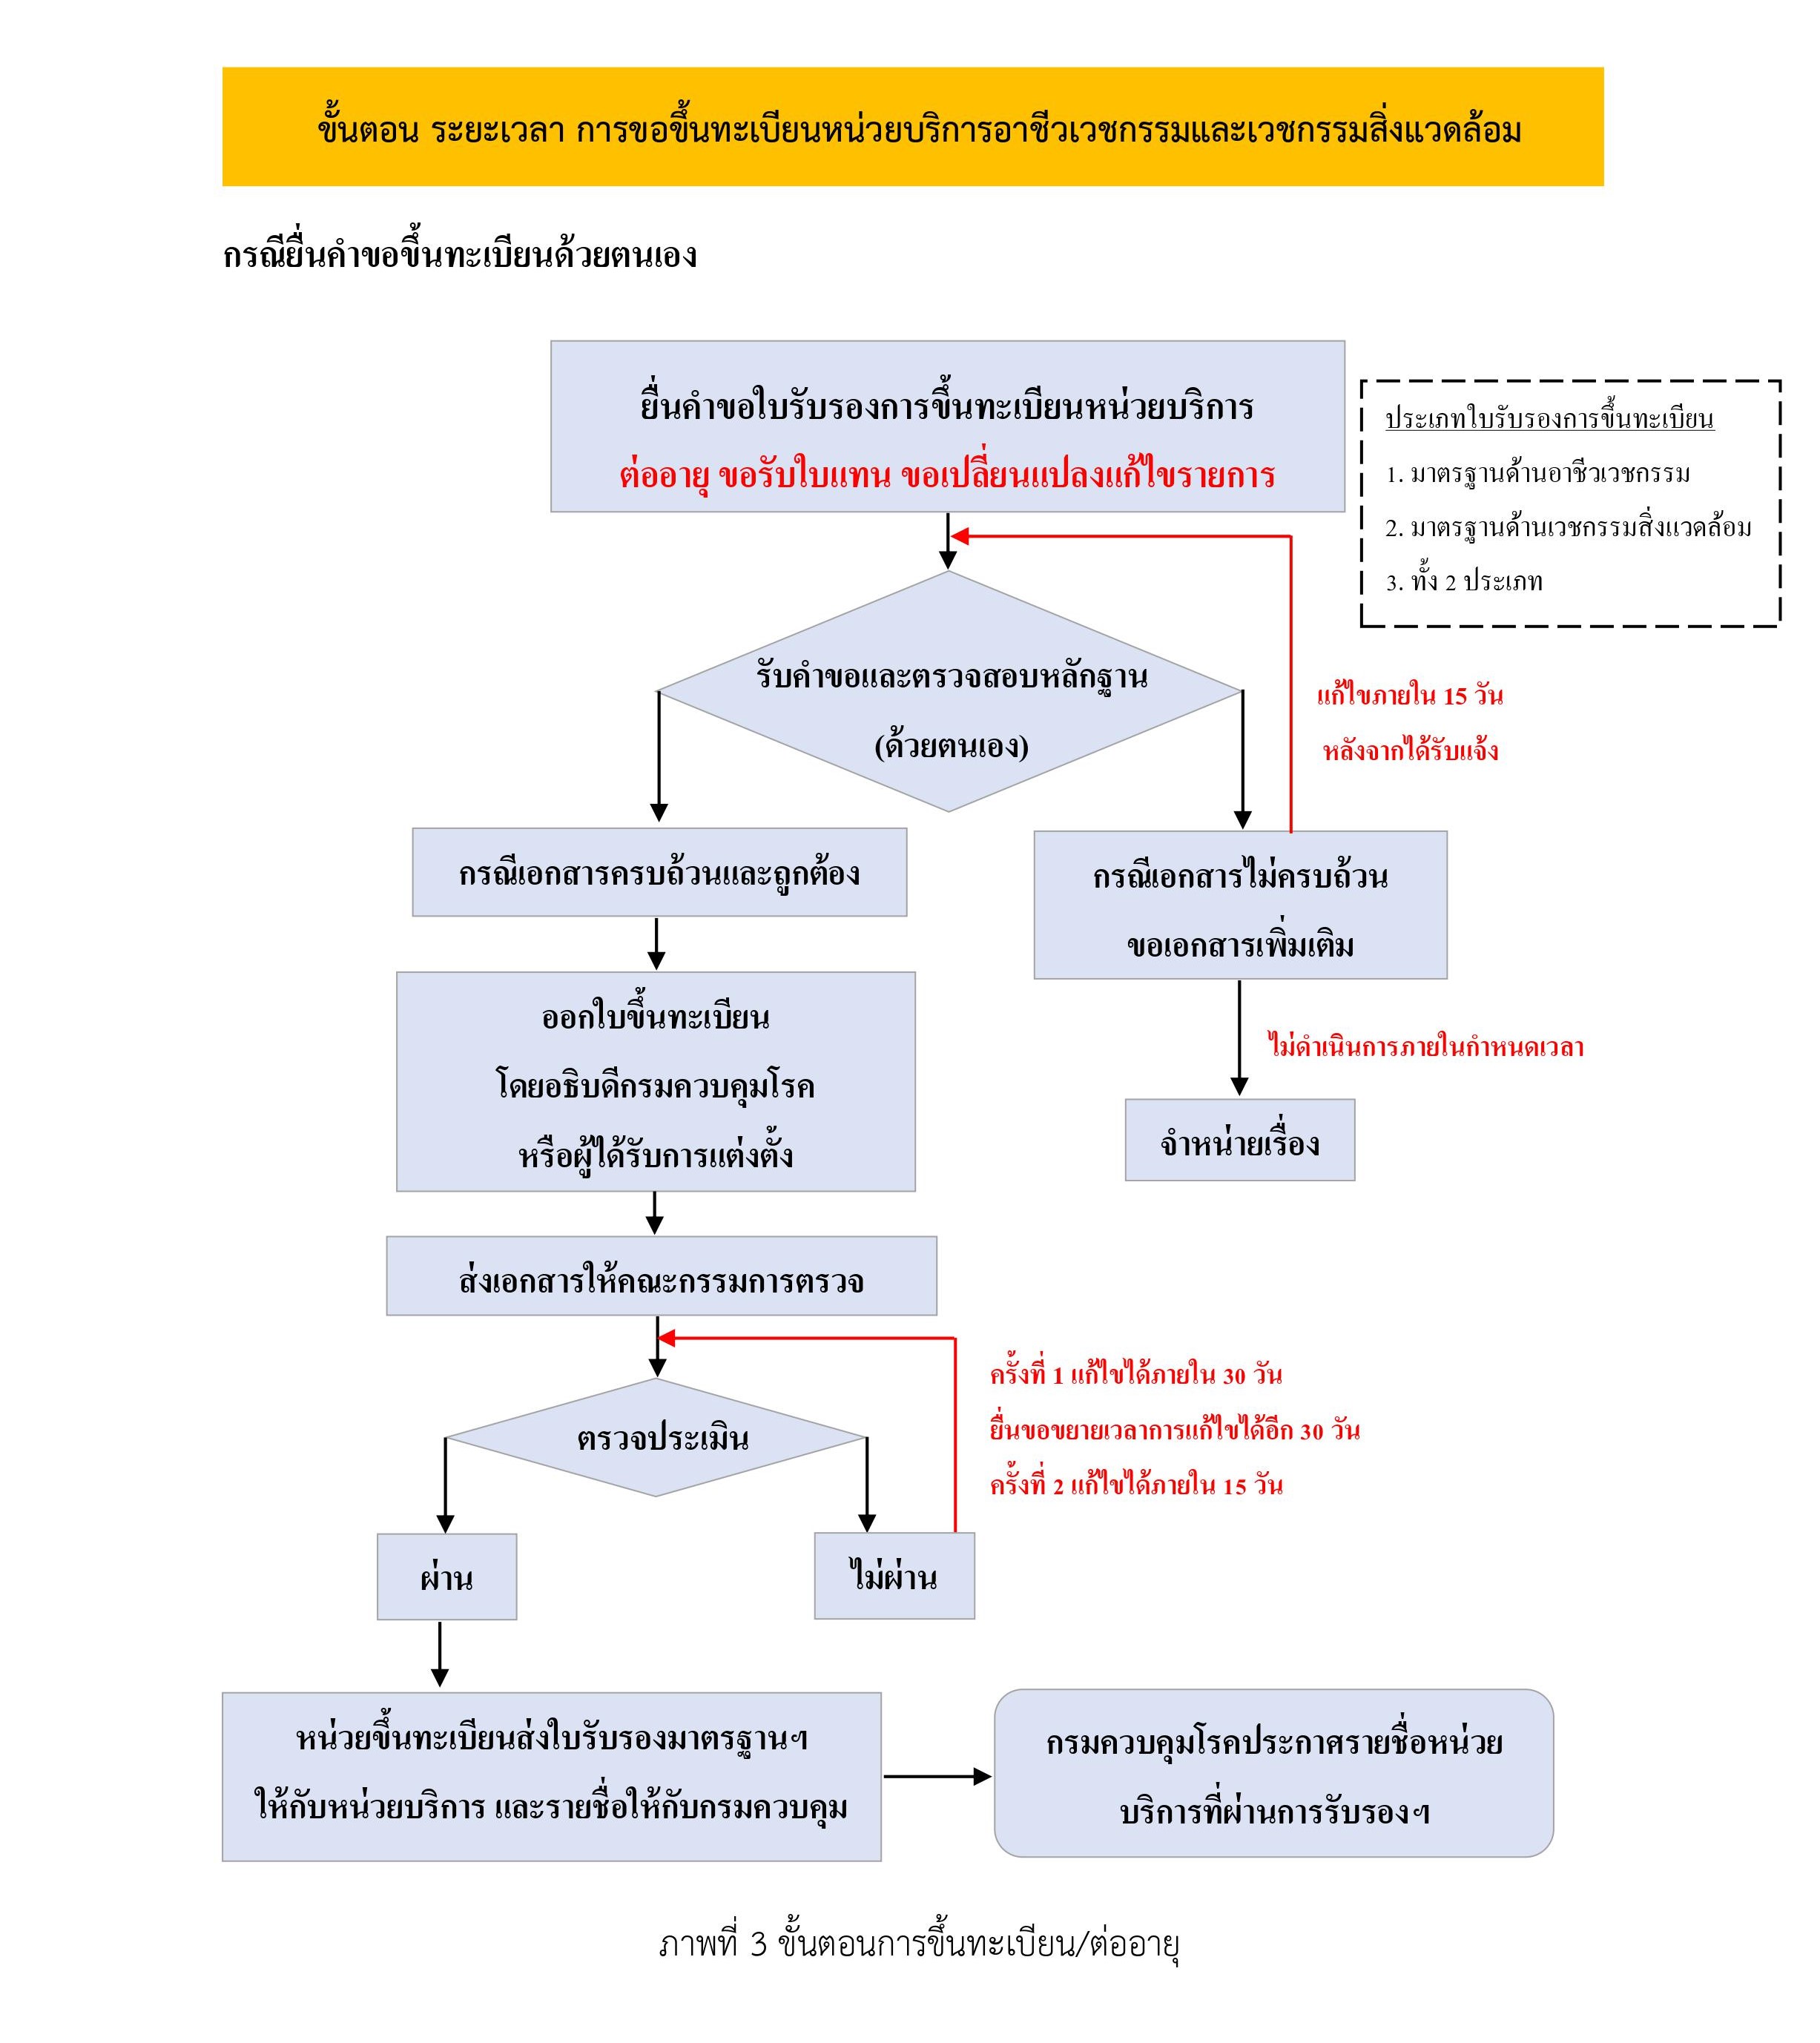 ขั้นตอน ระยะเวลา การขอขึ้นทะเบียนหน่วยบริการอาชีวเวชกรรมและเวชกรรมสิ่งแวดล้อม
กรณียื่นคำขอขึ้นทะเบียนด้วยตนเอง
ยื่นคำขอใบรับรองการขึ้นทะเบียนหน่วยบริการ
ต่ออายุ ขอรับใบแทน ขอเปลี่ยนแปลงแก้ไขรายการ
ประเภทใบรับรองการขึ้นทะเบียน
1. มาตรฐานด้านอาชีวเวชกรรม
2. มาตรฐานด้านเวชกรรมสิ่งแวดล้อม
3. ทั้ง 2 ประเภท
รับคำขอและตรวจสอบหลักฐาน
(ด้วยตนเอง)
แก้ไขภายใน 15 วัน
หลังจากได้รับแจ้ง
กรณีเอกสารครบถ้วนและถูกต้อง
กรณีเอกสารไม่ครบถ้วน
ขอเอกสารเพิ่มเติม
ออกใบขึ้นทะเบียน
โดยอธิบดีกรมควบคุมโรค
หรือผู้ได้รับการแต่งตั้ง
ไม่ดำเนินการภายในกำหนดเวลา
จำหน่ายเรื่อง
ส่งเอกสารให้คณะกรรมการตรวจ
ครั้งที่ 1 แก้ไขได้ภายใน 30 วัน
ยื่นขอขยายเวลาการแก้ไขได้อีก 30 วัน
ครั้งที่ 2 แก้ไขได้ภายใน 15 วัน
ตรวจประเมิน
ผ่าน
ไม่ผ่าน
หน่วยขึ้นทะเบียนส่งใบรับรองมาตรฐานฯ
ให้กับหน่วยบริการ และรายชื่อให้กับกรมควบคุม
กรมควบคุมโรคประกาศรายชื่อหน่วย
บริการที่ผ่านการรับรองฯ
ภาพที่ 3 ขั้นตอนการขึ้นทะเบียน/ต่ออายุ